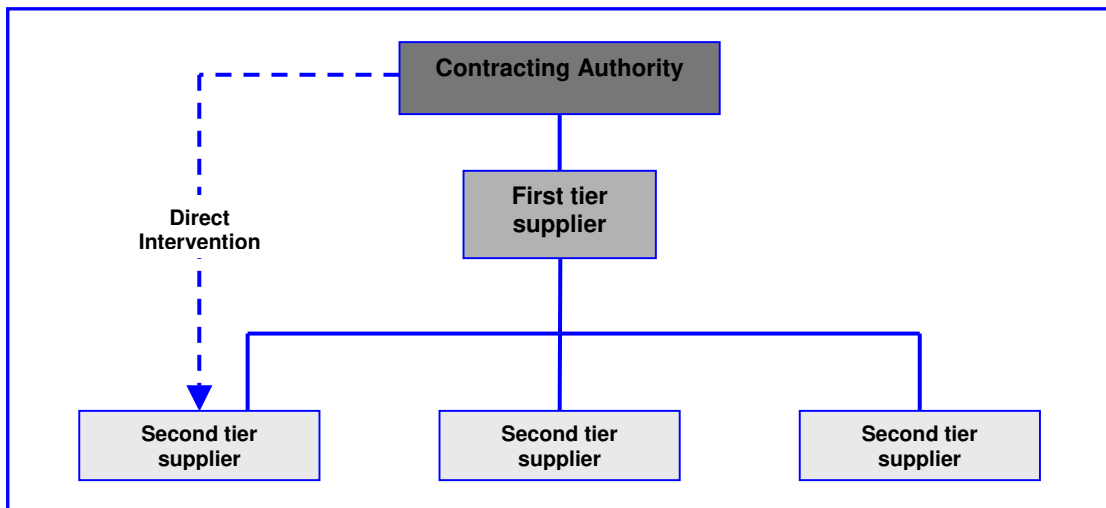 Contracting Authority
First tier
supplier
Direct
Intervention
Second tier
supplier
Second tier
supplier
Second tier
supplier